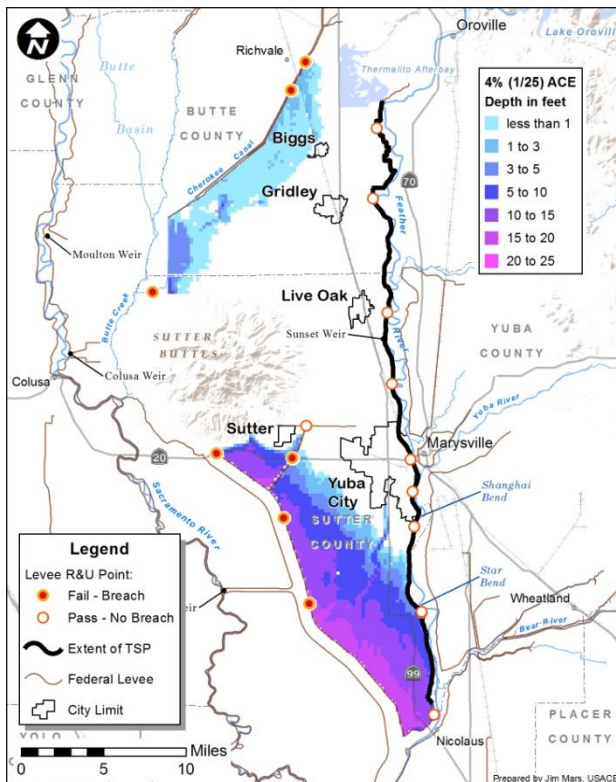 N
Richvale
Oroville
Lake Oroville
Thermalito Afterbay
GLENN
COUNTY
Butte
Basin
BUTTE
COUNTY
4% (1/25) ACE
Depth in feet
less than 1
1 to 3
3 to 5
5 to 10
10 to 15
15 to 20
20 to 25
Biggs
Cherokee Canal
Gridley
70
Feather
River
Moulton Weir
Live Oak
Sunset Weir
Butte Creek
SUTTER
BUTTES
YUBA
COUNTY
Colusa Weir
Colusa
Yuba River
Sutter
20
Marysville
Yuba
City
Shanghai
Bend
Sacramento River
SUTTER
COUNTY
Star
Bend
Wheatland
Bear River
99
Nicolaus
PLACER
COUNTY
Legend
Levee R&U Point:
Fail - Breach
Pass - No Breach
Extent of TSP
Federal Levee
City Limit
YOLO
0 5 10
Miles
Prepared by Jim Mars, USACE